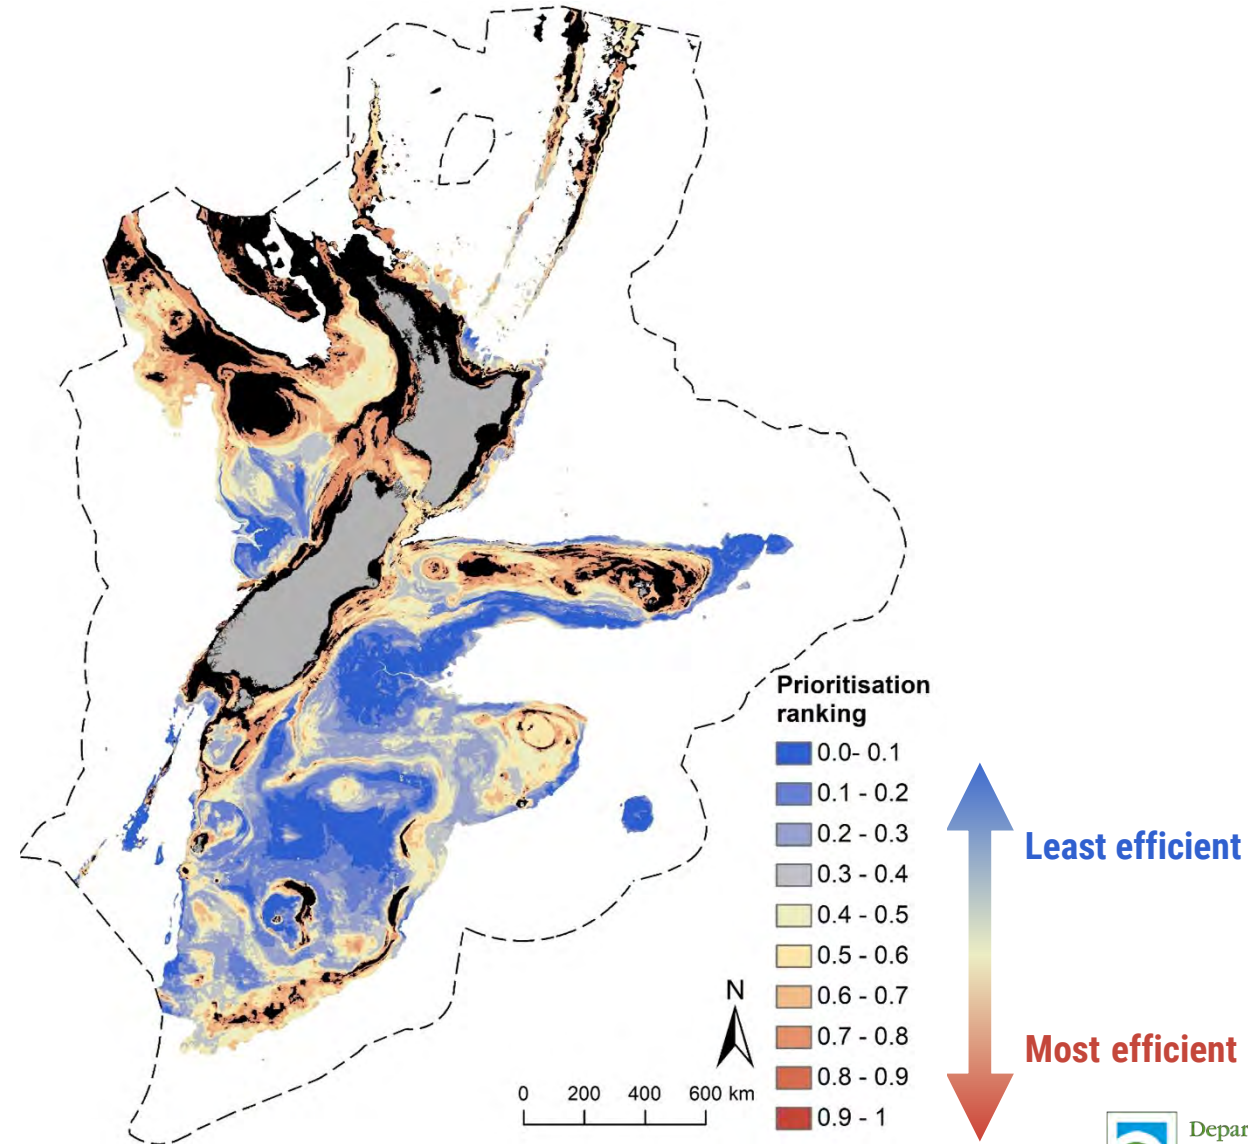 Prioritisation
ranking
0.0- 0.1
0.1 - 0.2
0.2 - 0.3
0.3 - 0.4
0.4 - 0.5
0.5 - 0.6
0.6 - 0.7
0.7 - 0.8
0.8 - 0.9
0.9 - 1
Least efficient
Most efficient
N
0 200 400 600 km
Depar